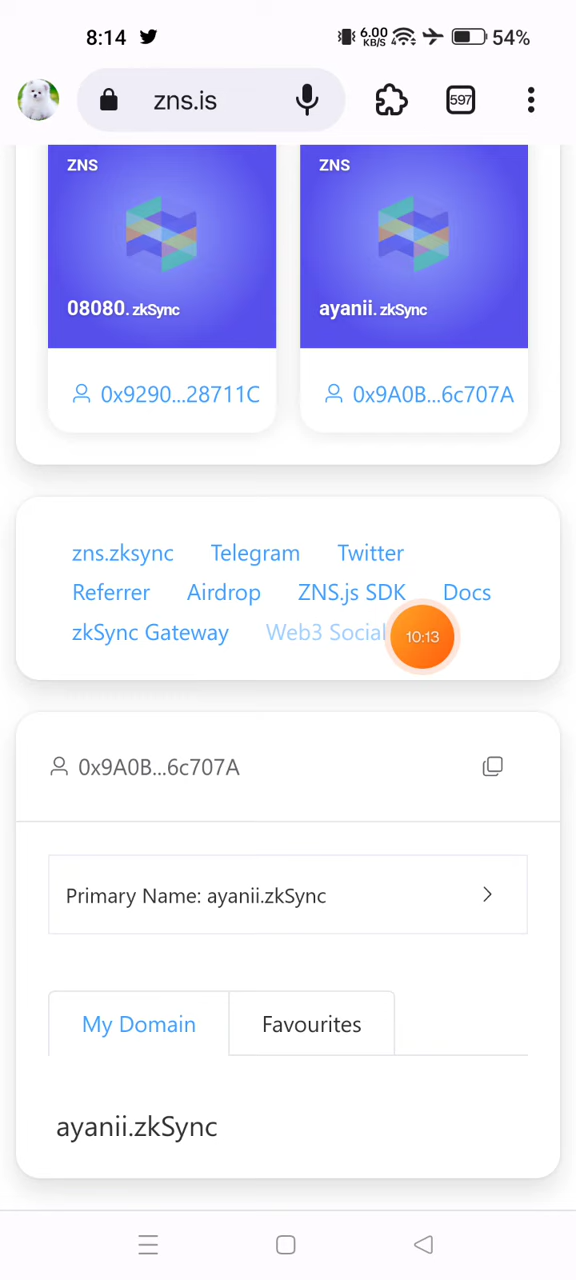 8:14 6.00 KB/S 54%
zns.is 597
ZNS ZNS
08080.zkSync ayanii.zkSync
0x9290...28711C 0x9A0B...6c707A
zns.zksync Telegram Twitter
Referrer Airdrop ZNS.js SDK Docs
zkSync Gateway Web3 Social 10:13
0x9A0B...6c707A
Primary Name: ayanii.zkSync
My Domain Favourites
ayanii.zkSync